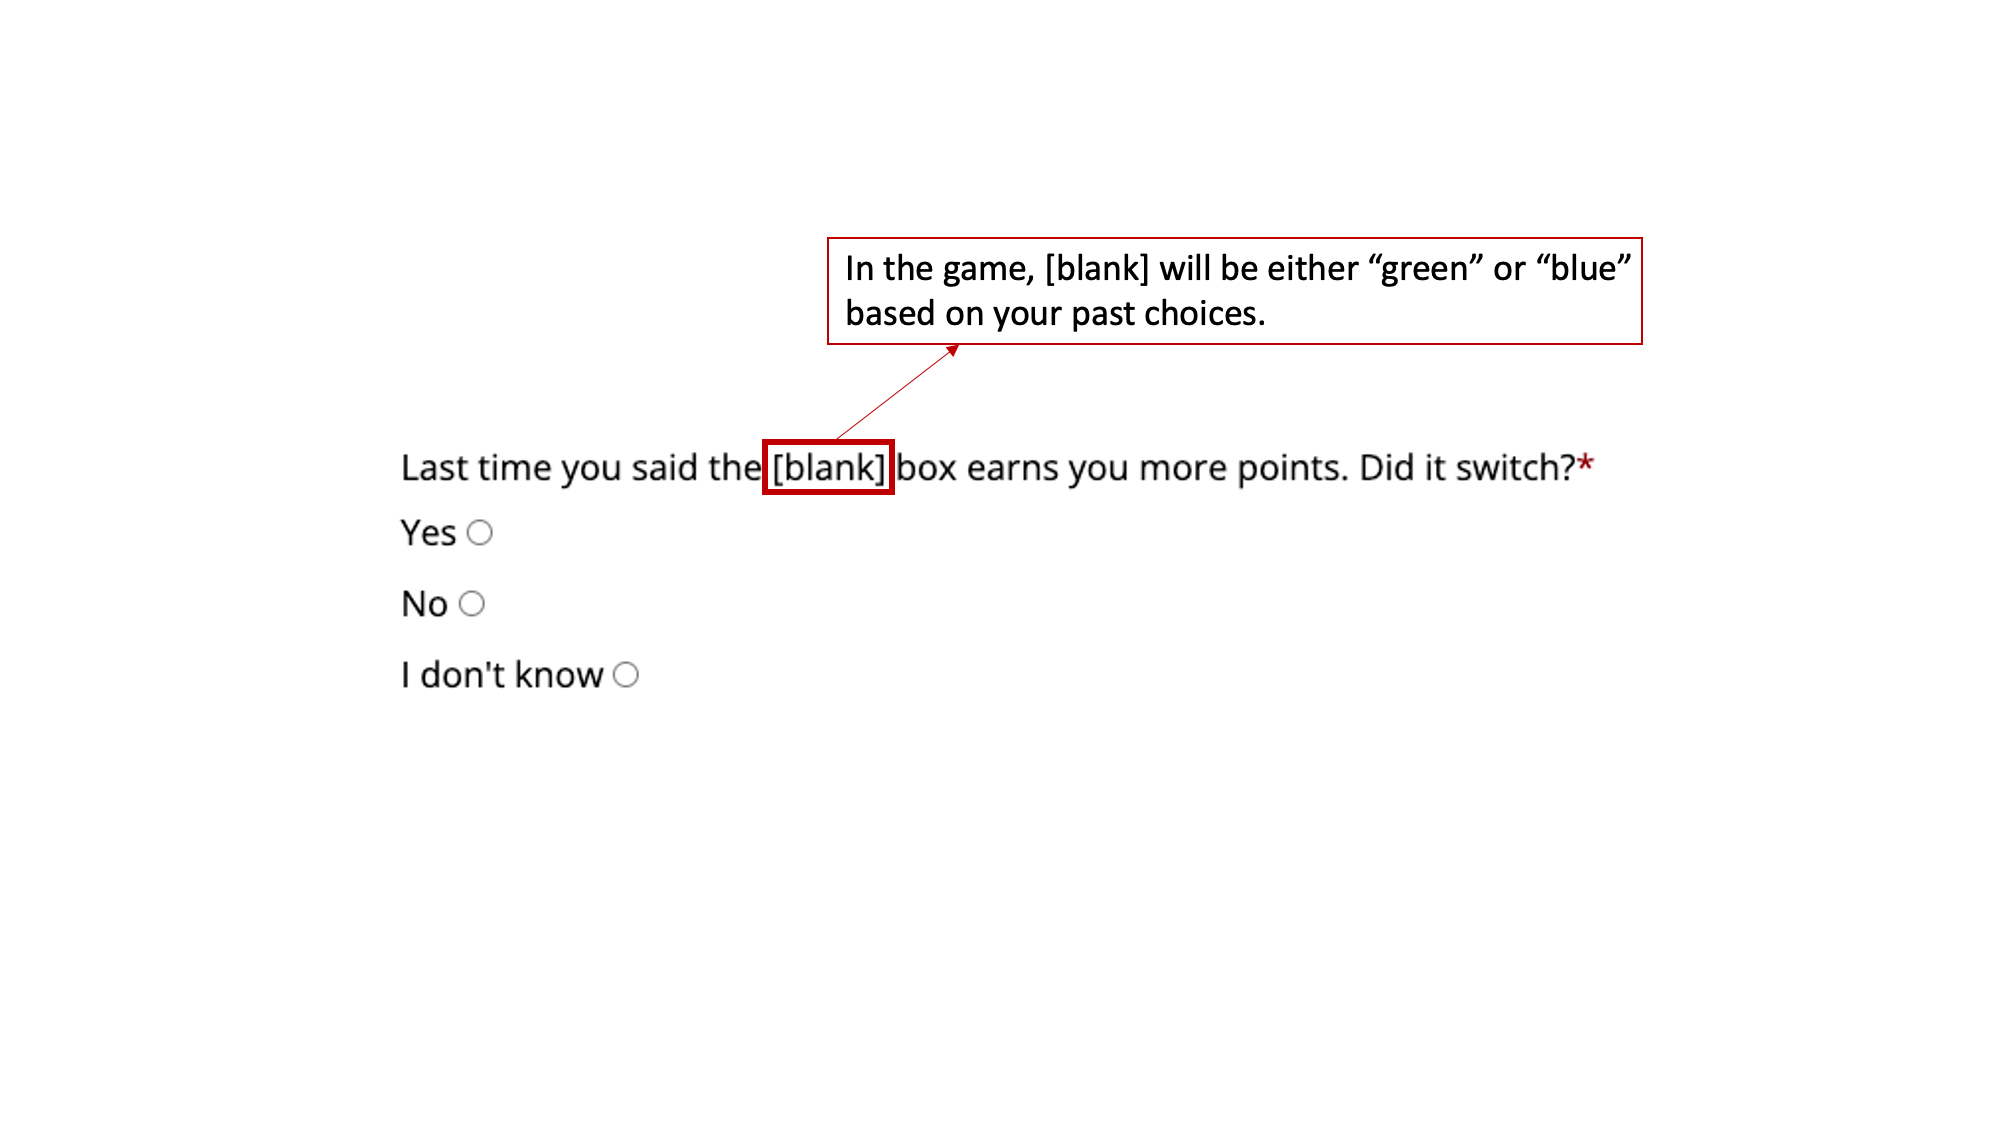 In the game, [blank] will be either “green” or “blue”
based on your past choices.
Last time you said the [blank] box earns you more points. Did it switch?*
Yes
No
I don't know